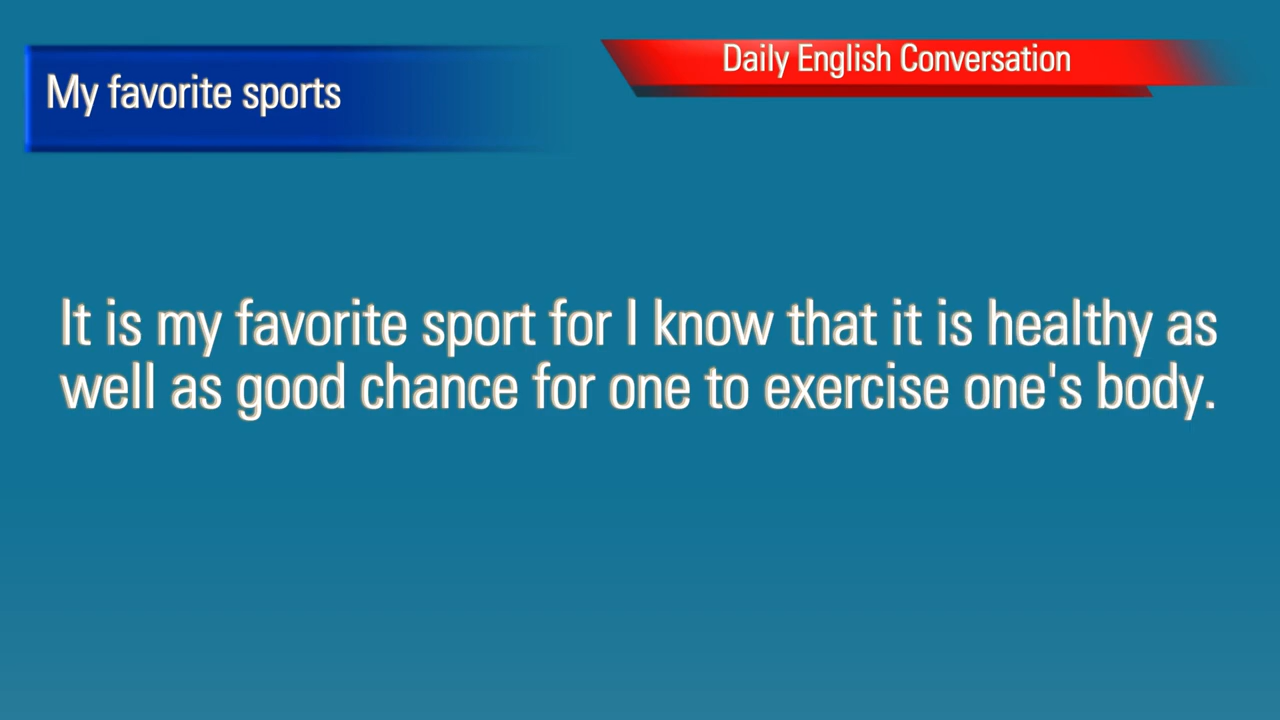 My favorite sports
Daily English Conversation
It is my favorite sport for I know that it is healthy as
well as good chance for one to exercise one's body.